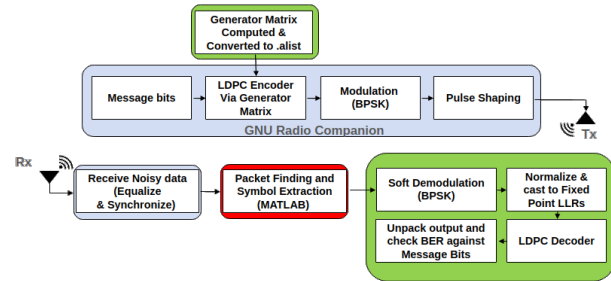 Generator Matrix
Computed &
Converted to .alist
Message bits
LDPC Encoder
Via Generator
Matrix
Modulation
(BPSK)
Pulse Shaping
GNU Radio Companion
Tx
Rx
Receive Noisy data
(Equalize
& Synchronize)
Packet Finding and
Symbol Extraction
(MATLAB)
Soft Demodulation
(BPSK)
Normalize &
cast to Fixed
Point LLRs
Unpack output and
check BER against
Message Bits
LDPC Decoder